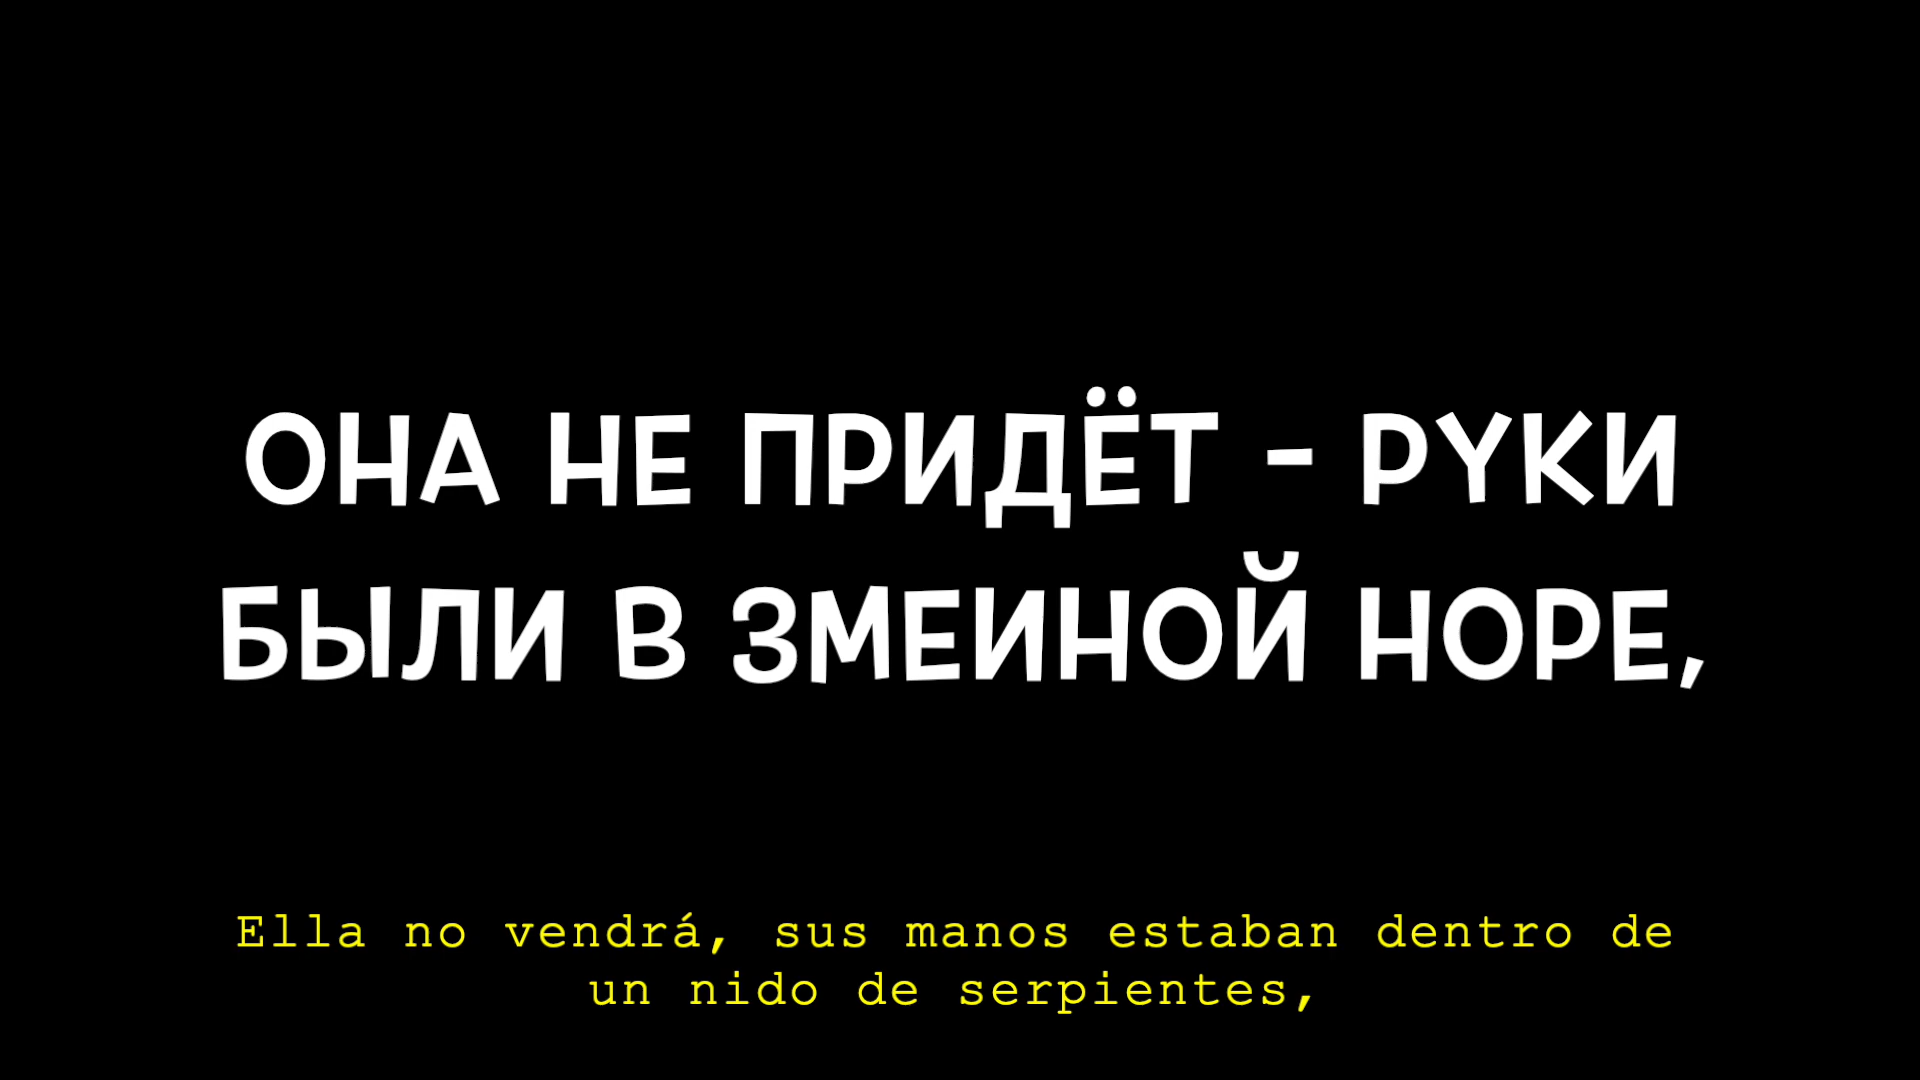 ОНА НЕ ПРИДЁТ - РУКИ
БЫЛИ В ЗМЕИНОЙ НОРЕ,
Ella no vendrá, sus manos estaban dentro de
un nido de serpientes,